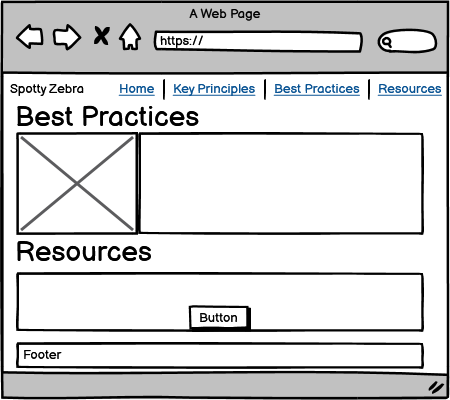 A Web Page
https://
Spotty Zebra Home Key Principles Best Practices Resources
Best Practices
Resources
Button
Footer